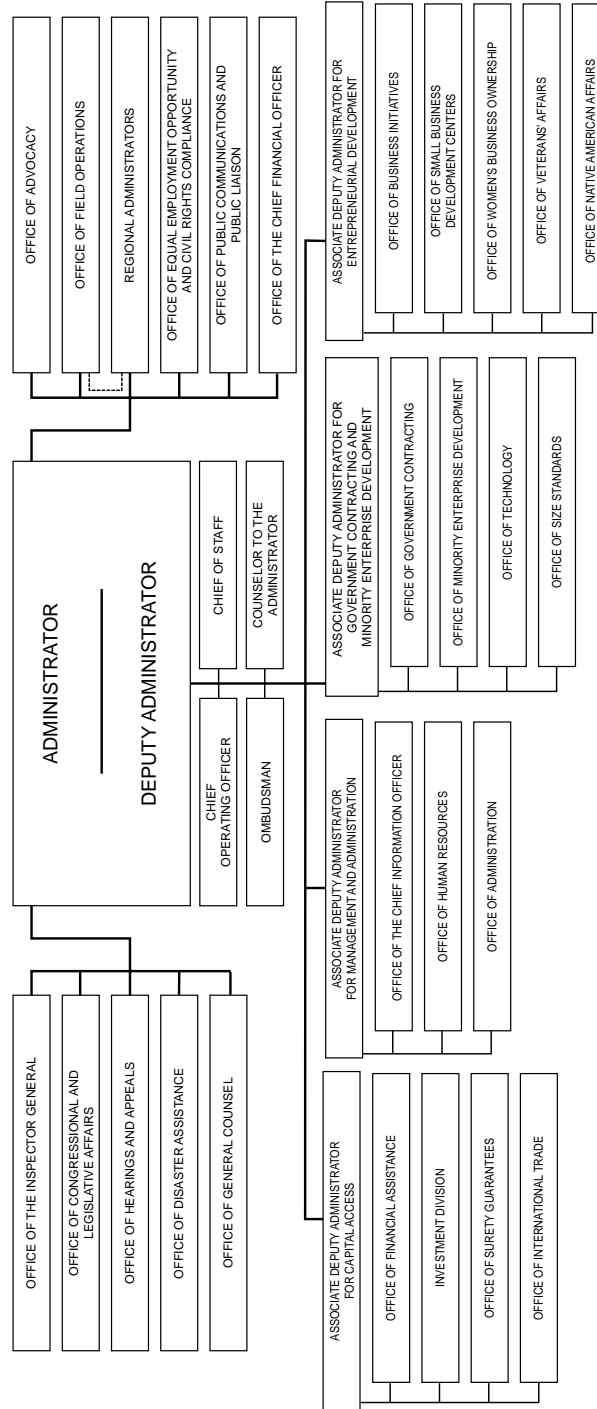 ADMINISTRATOR
DEPUTY ADMINISTRATOR
OFFICE OF THE INSPECTOR GENERAL
OFFICE OF CONGRESSIONAL AND
LEGISLATIVE AFFAIRS
OFFICE OF HEARINGS AND APPEALS
OFFICE OF DISASTER ASSISTANCE
OFFICE OF GENERAL COUNSEL
OFFICE OF ADVOCACY
OFFICE OF FIELD OPERATIONS
REGIONAL ADMINISTRATORS
OFFICE OF EQUAL EMPLOYMENT OPPORTUNITY
AND CIVIL RIGHTS COMPLIANCE
OFFICE OF PUBLIC COMMUNICATIONS AND
PUBLIC LIAISON
OFFICE OF THE CHIEF FINANCIAL OFFICER
CHIEF
OPERATING OFFICER
CHIEF OF STAFF
OMBUDSMAN
COUNSELOR TO THE
ADMINISTRATOR
ASSOCIATE DEPUTY ADMINISTRATOR
FOR CAPITAL ACCESS
OFFICE OF FINANCIAL ASSISTANCE
INVESTMENT DIVISION
OFFICE OF SURETY GUARANTEES
OFFICE OF INTERNATIONAL TRADE
ASSOCIATE DEPUTY ADMINISTRATOR
FOR MANAGEMENT AND ADMINISTRATION
OFFICE OF THE CHIEF INFORMATION OFFICER
OFFICE OF HUMAN RESOURCES
OFFICE OF ADMINISTRATION
ASSOCIATE DEPUTY ADMINISTRATOR FOR
GOVERNMENT CONTRACTING AND
MINORITY ENTERPRISE DEVELOPMENT
OFFICE OF GOVERNMENT CONTRACTING
OFFICE OF MINORITY ENTERPRISE DEVELOPMENT
OFFICE OF TECHNOLOGY
OFFICE OF SIZE STANDARDS
ASSOCIATE DEPUTY ADMINISTRATOR FOR
ENTREPRENEURIAL DEVELOPMENT
OFFICE OF BUSINESS INITIATIVES
OFFICE OF SMALL BUSINESS
DEVELOPMENT CENTERS
OFFICE OF WOMEN'S BUSINESS OWNERSHIP
OFFICE OF VETERANS' AFFAIRS
OFFICE OF NATIVE AMERICAN AFFAIRS